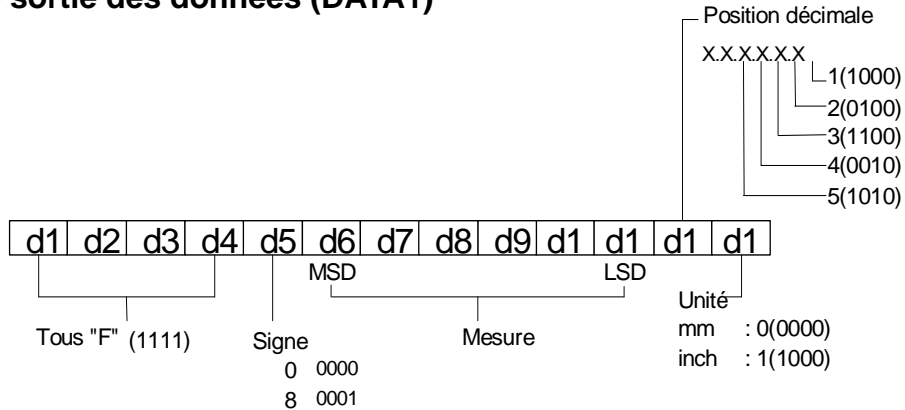 sortie des données (DATA1)
Position décimale
X.X.X.X.X.X
1(1000)
2(0100)
3(1100)
4(0010)
5(1010)
d1 d2 d3 d4 d5 d6 d7 d8 d9 d1 d1 d1 d1
MSD LSD
Tous "F" (1111)
Signe
0 0000
8 0001
Mesure
Unité
mm : 0(0000)
inch : 1(1000)